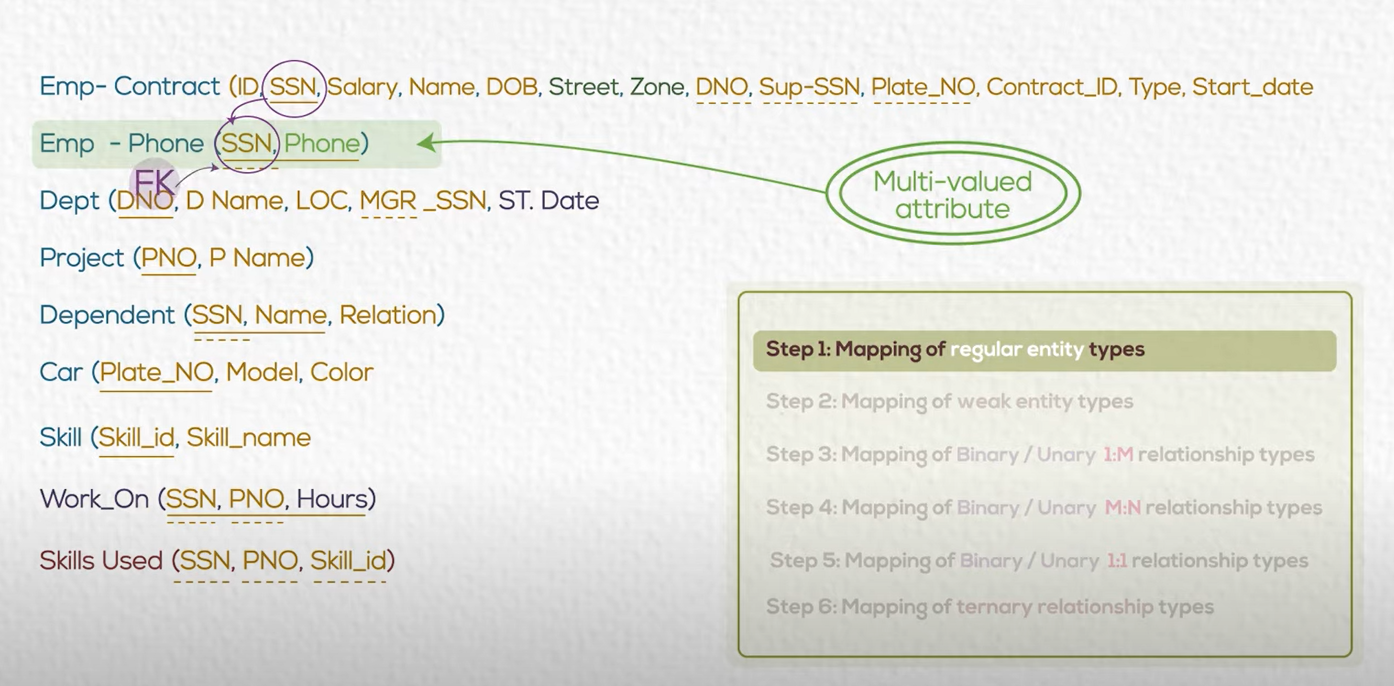 Emp- Contract (ID, SSN, Salary, Name, DOB, Street, Zone, DNO, Sup-SSN, Plate_NO, Contract_ID, Type, Start_date
Emp - Phone (SSN, Phone)
FK
Dept (DNO, D Name, LOC, MGR _SSN, ST. Date
Project (PNO, P Name)
Dependent (SSN, Name, Relation)
Car (Plate_NO, Model, Color
Skill (Skill_id, Skill_name
Work_On (SSN, PNO, Hours)
Skills Used (SSN, PNO, Skill_id)
Multi-valued
attribute
Step 1: Mapping of regular entity types
Step 2: Mapping of weak entity types
Step 3: Mapping of Binary / Unary 1:M relationship types
Step 4: Mapping of Binary / Unary M:N relationship types
Step 5: Mapping of Binary / Unary 1:1 relationship types
Step 6: Mapping of ternary relationship types